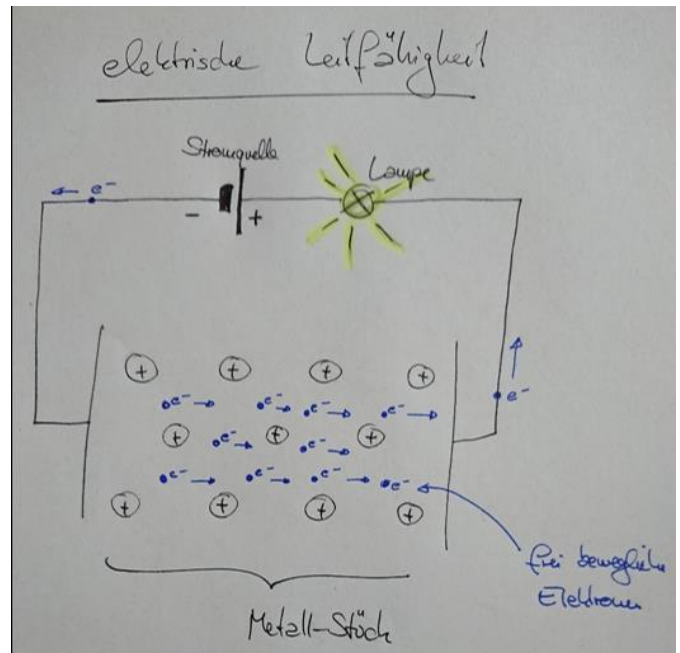 elektrische Leitfähigkeit
Stromquelle
Lampe
← e⁻
- +
+ + + +
e⁻ → e⁻ → e⁻ → e⁻ →
+ e⁻ → + e⁻ → +
e⁻ → e⁻ → e⁻ → e⁻
+ + + +
↑
e⁻
frei bewegliche
Elektronen
Metall-Stück